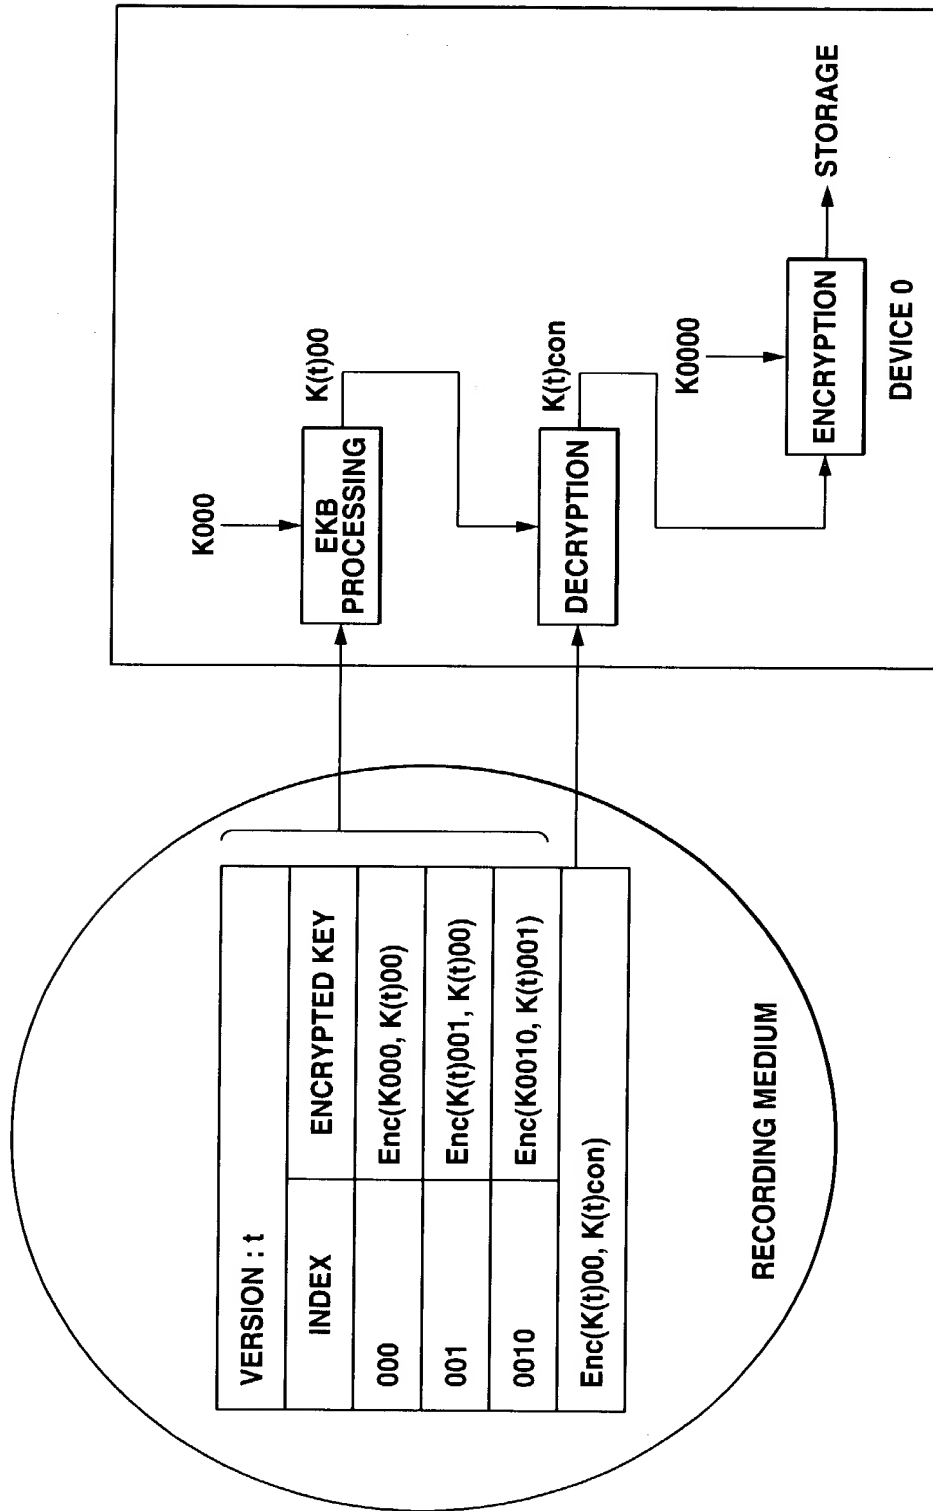 VERSION : t
INDEX
ENCRYPTED KEY
000
Enc(K000, K(t)00)
001
Enc(K(t)001, K(t)00)
0010
Enc(K0010, K(t)001)
Enc(K(t)00, K(t)con)
RECORDING MEDIUM
K000
EKB
PROCESSING
K(t)00
DECRYPTION
K(t)con
K0000
ENCRYPTION
STORAGE
DEVICE 0